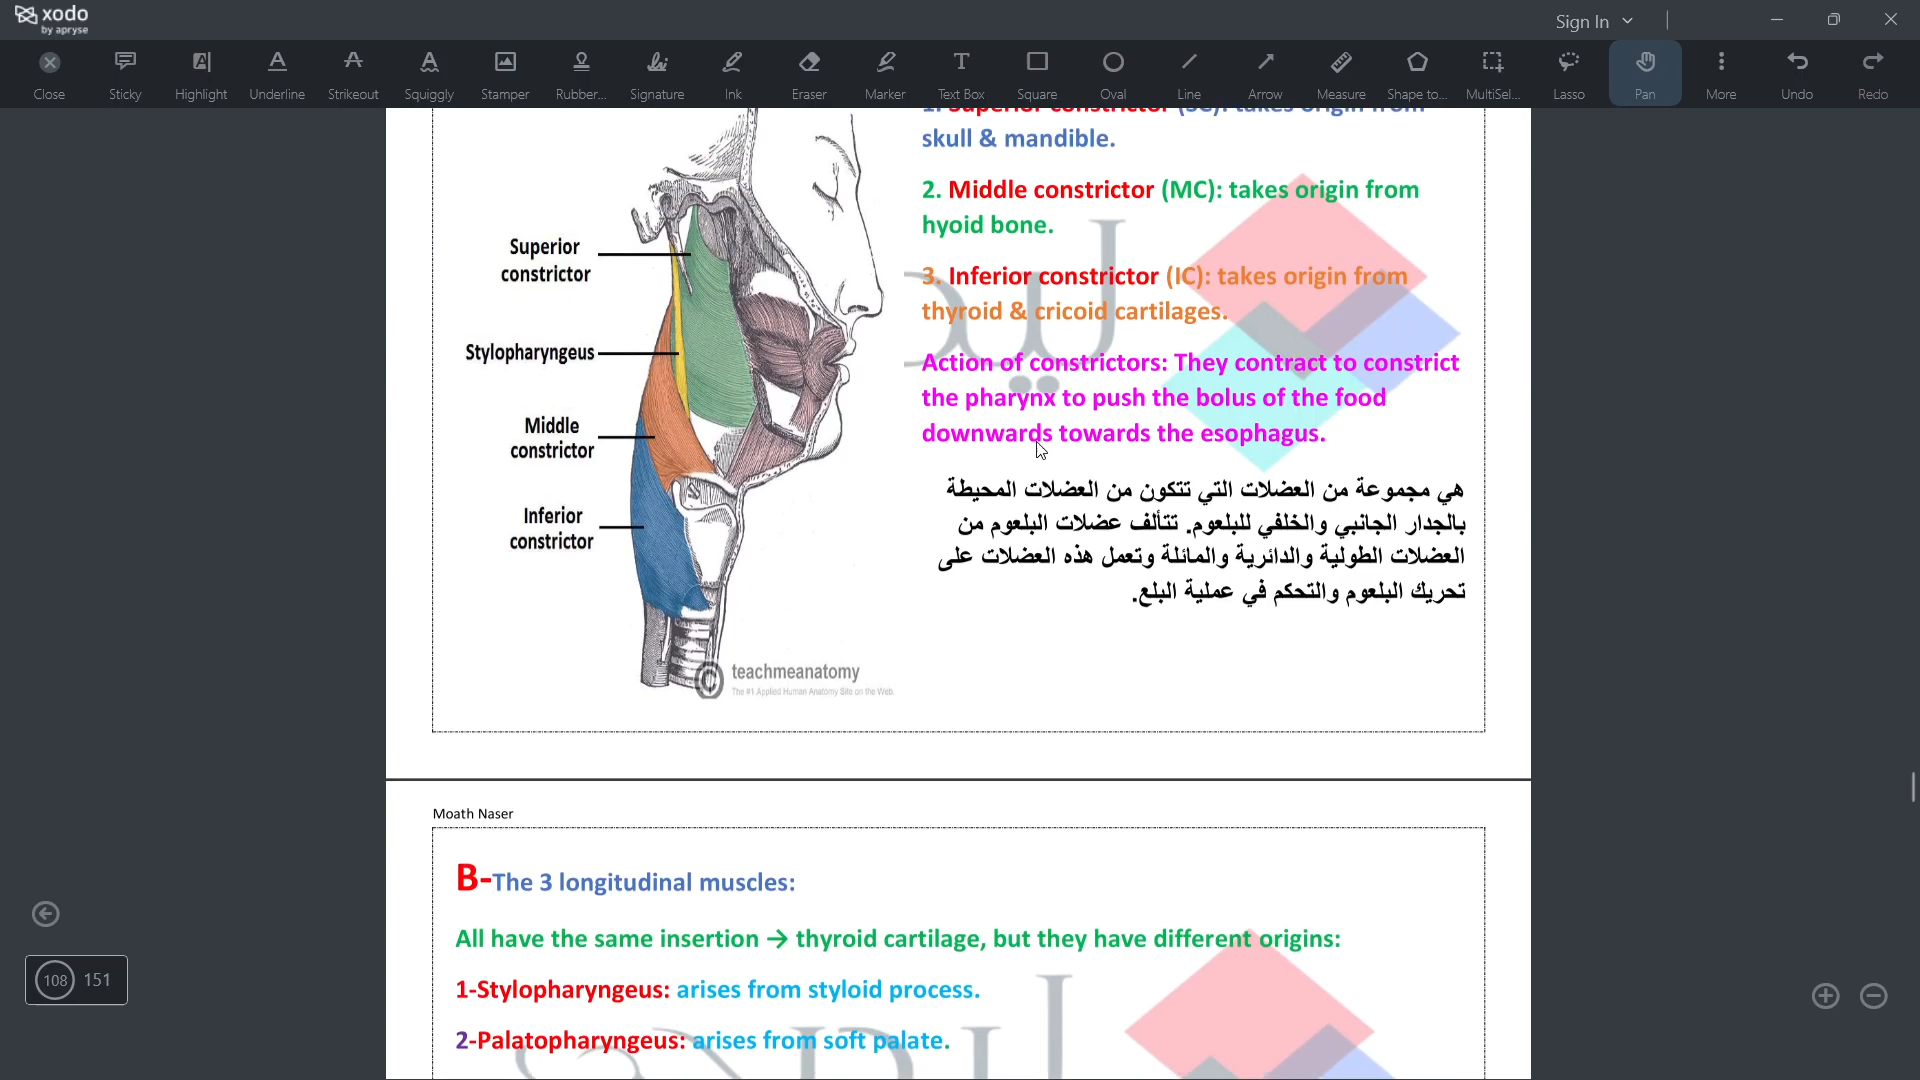 xodo
by apryse
Sign In
Close
Sticky
Highlight
Underline
Strikeout
Squiggly
Stamper
Rubber...
Signature
Ink
Eraser
Marker
Text Box
Square
Oval
Line
Arrow
Measure
Shape to...
MultiSel...
Lasso
Pan
More
Undo
Redo
1. Superior constrictor (SC): takes origin from
skull & mandible.
2. Middle constrictor (MC): takes origin from
hyoid bone.
3. Inferior constrictor (IC): takes origin from
thyroid & cricoid cartilages.
Action of constrictors: They contract to constrict
the pharynx to push the bolus of the food
downwards towards the esophagus.
هي مجموعة من العضلات التي تتكون من العضلات المحيطة
بالجدار الجانبي والخلفي للبلعوم. تتألف عضلات البلعوم من
العضلات الطولية والدائرية والمائلة وتعمل هذه العضلات على
تحريك البلعوم والتحكم في عملية البلع.
Superior
constrictor
Stylopharyngeus
Middle
constrictor
Inferior
constrictor
teachmeanatomy
The #1 Applied Human Anatomy Site on the Web.
Moath Naser
B-The 3 longitudinal muscles:
All have the same insertion → thyroid cartilage, but they have different origins:
1-Stylopharyngeus: arises from styloid process.
2-Palatopharyngeus: arises from soft palate.
108 151